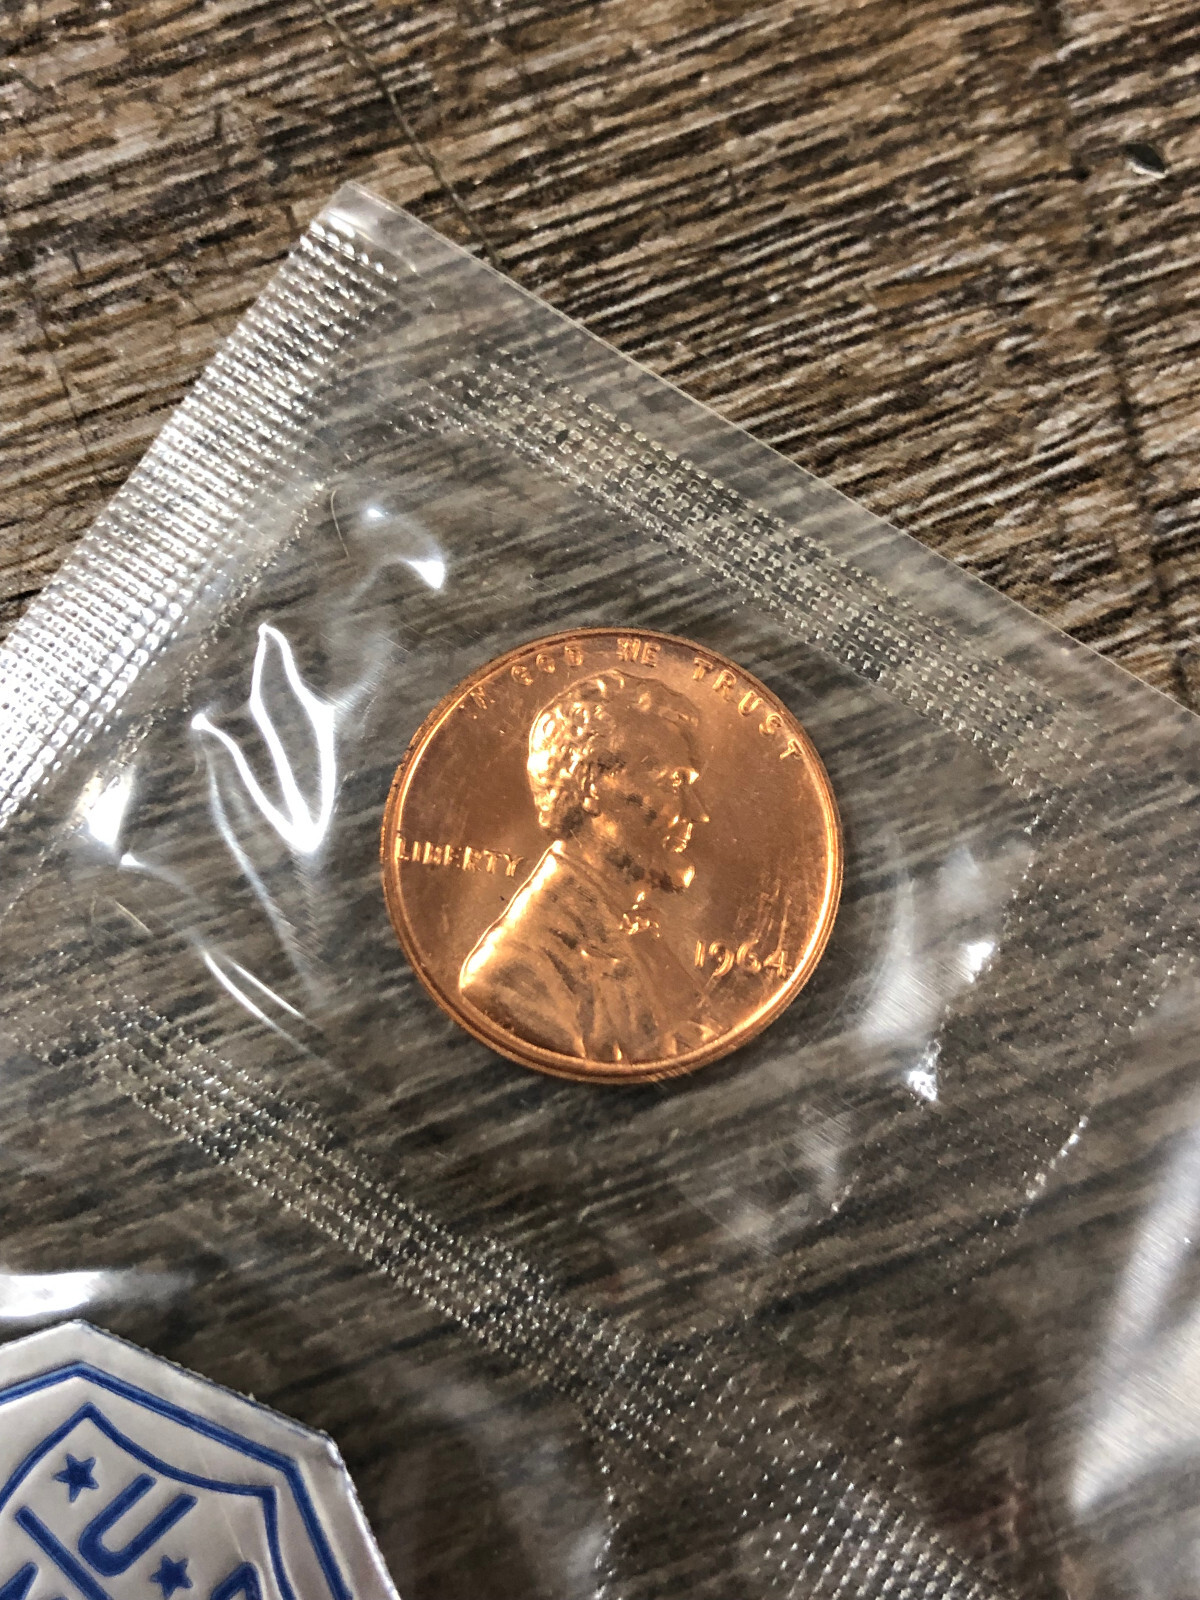 IN GOD WE TRUST
LIBERTY
1964
U